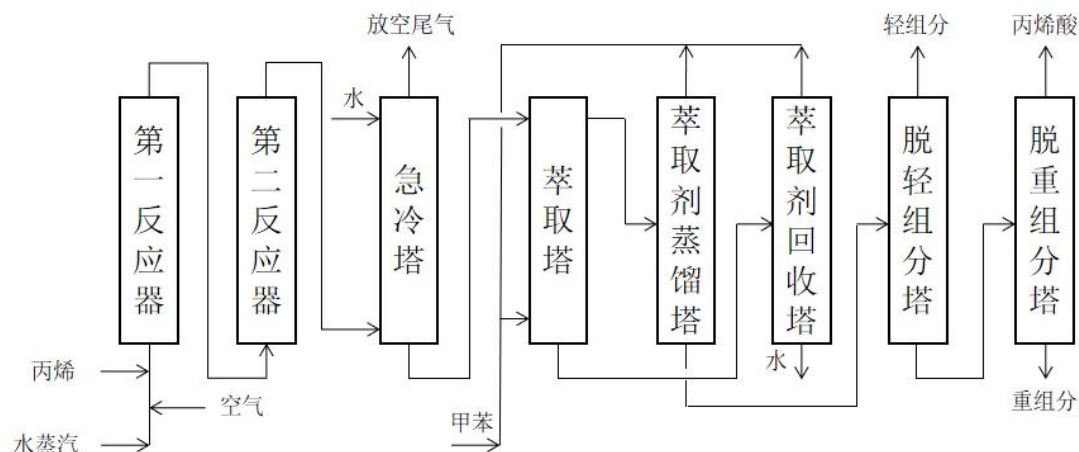 放空尾气
轻组分
丙烯酸
水
第一反应器
第二反应器
急冷塔
萃取塔
萃取剂蒸馏塔
萃取剂回收塔
脱轻组分塔
脱重组分塔
丙烯
空气
水蒸汽
甲苯
水
重组分